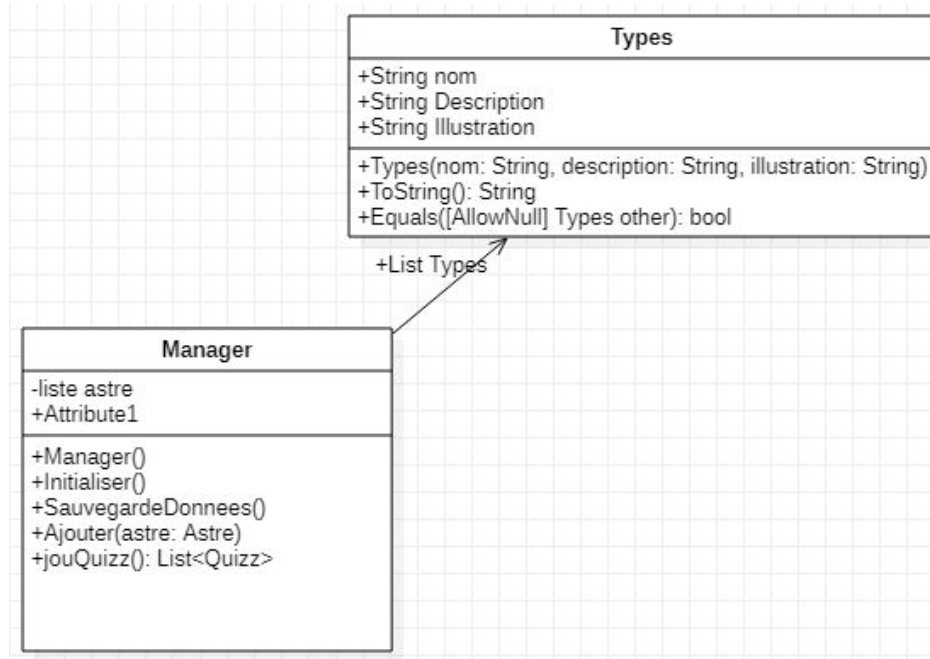 Types
+String nom
+String Description
+String Illustration
+Types(nom: String, description: String, illustration: String)
+ToString(): String
+Equals([AllowNull] Types other): bool
+List Types
Manager
-liste astre
+Attribute1
+Manager()
+Initialiser()
+SauvegardeDonnees()
+Ajouter(astre: Astre)
+jouQuizz(): List<Quizz>